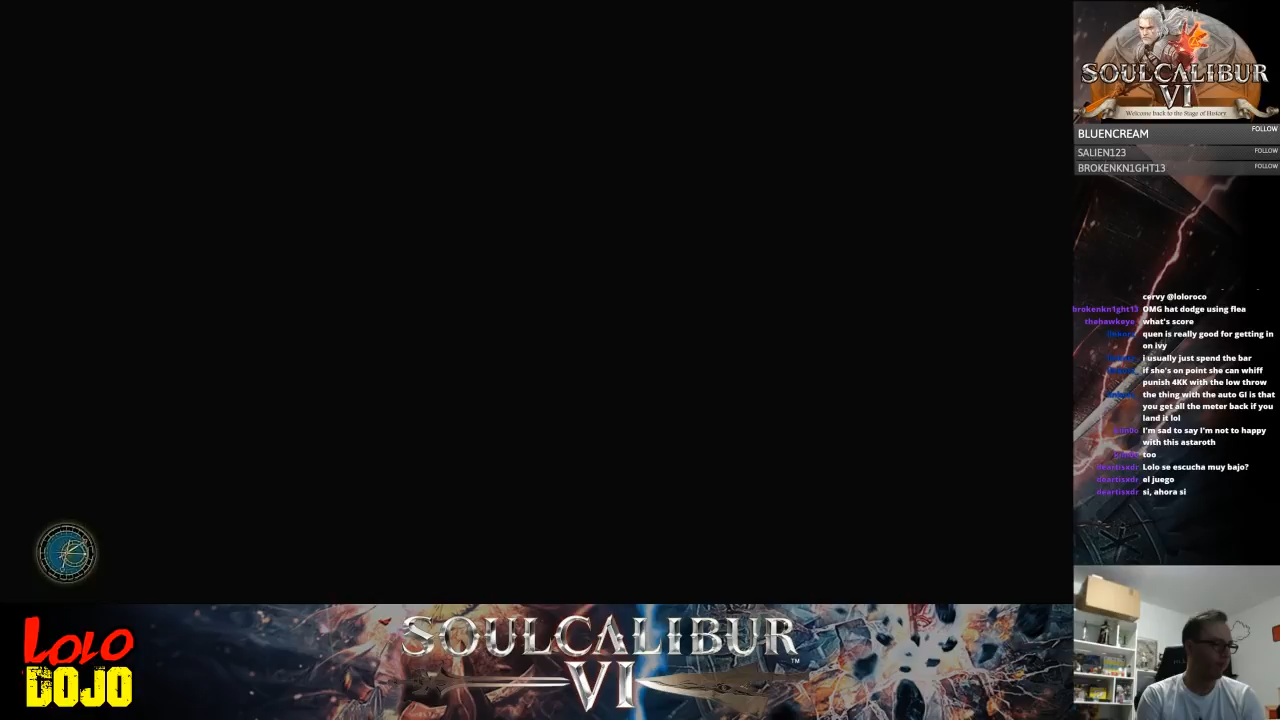 SOULCALIBUR
VI
Welcome back to the Stage of History
BLUENCREAM FOLLOW
SALIEN123 FOLLOW
BROKENKN1GHT13 FOLLOW
cervy @loloroco
brokenkn1ght13 OMG hat dodge using flea
thehawkeye what's score
quen is really good for getting in
on ivy
i usually just spend the bar
if she's on point she can whiff
punish 4KK with the low throw
the thing with the auto GI is that
you get all the meter back if you
land it lol
I'm sad to say I'm not to happy
with this astaroth
too
deartisxdr Lolo se escucha muy bajo?
deartisxdr el juego
deartisxdr si, ahora si
LOLO
DOJO
SOULCALIBUR
VI
TM